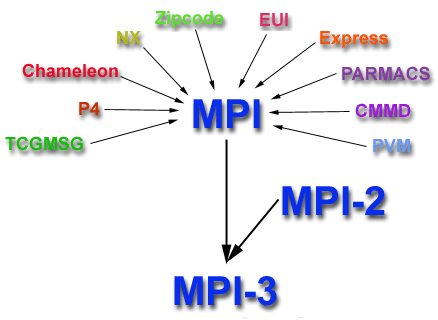 Zipcode
EUI
NX
Express
Chameleon
PARMACS
P4
MPI
CMMD
TCGMSG
PVM
MPI-2
MPI-3